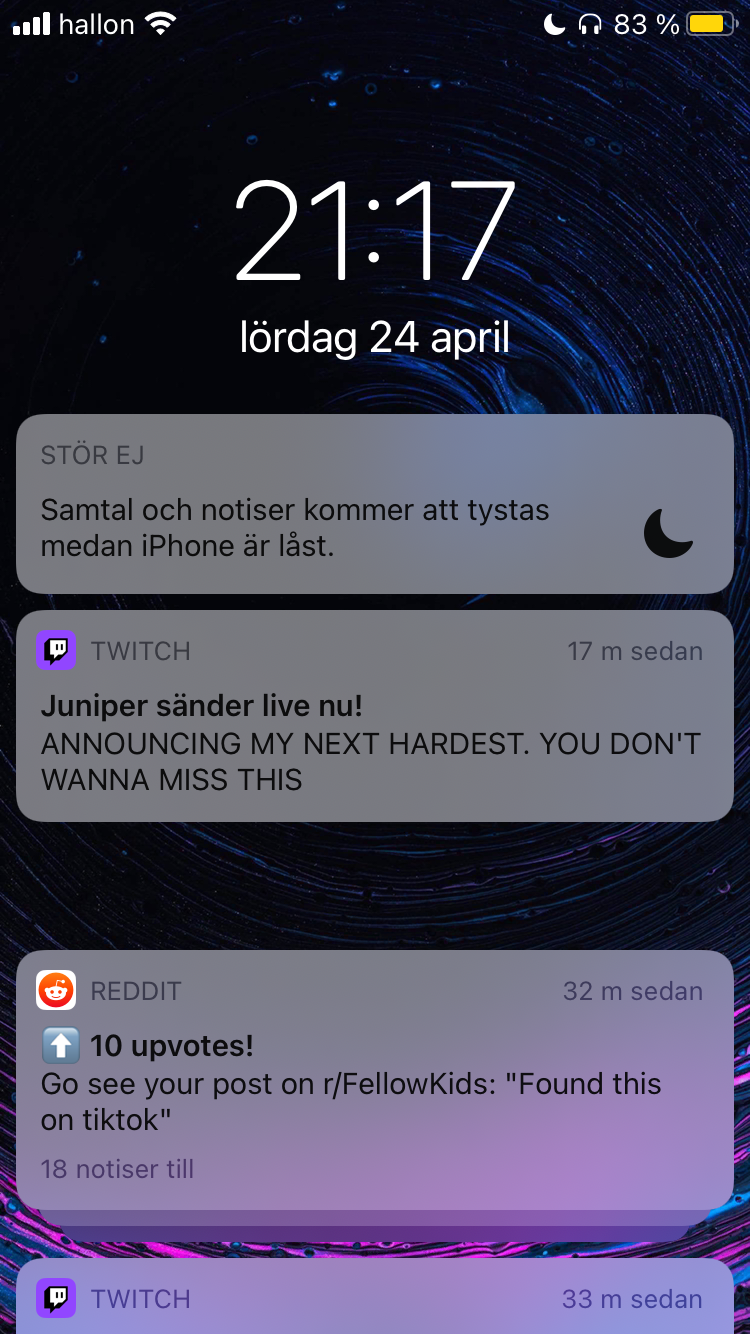 hallon 83 %
21:17
lördag 24 april
STÖR EJ
Samtal och notiser kommer att tystas
medan iPhone är låst.
TWITCH 17 m sedan
Juniper sänder live nu!
ANNOUNCING MY NEXT HARDEST. YOU DON'T
WANNA MISS THIS
REDDIT 32 m sedan
⬆️ 10 upvotes!
Go see your post on r/FellowKids: "Found this
on tiktok"
18 notiser till
TWITCH 33 m sedan